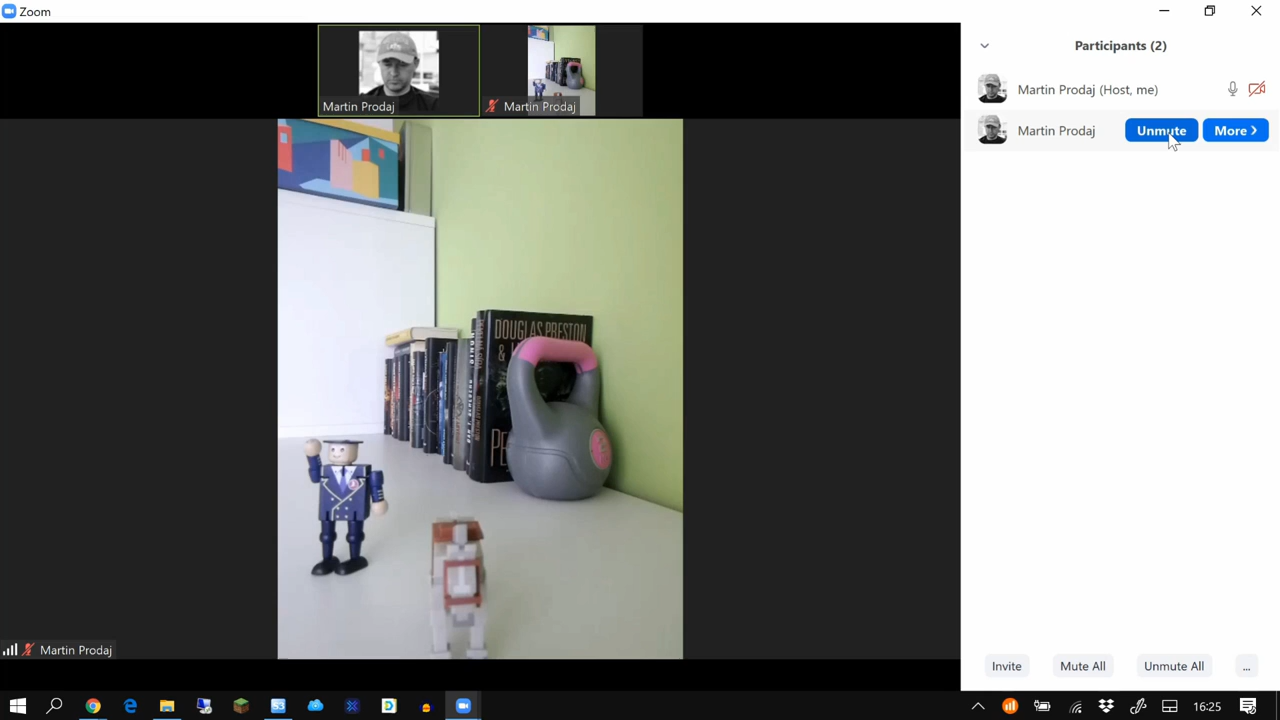 Zoom
Participants (2)
Martin Prodaj (Host, me)
Martin Prodaj
Unmute
More
Martin Prodaj
Martin Prodaj
DOUGLAS PRESTON
Martin Prodaj
Invite
Mute All
Unmute All
...
16:25